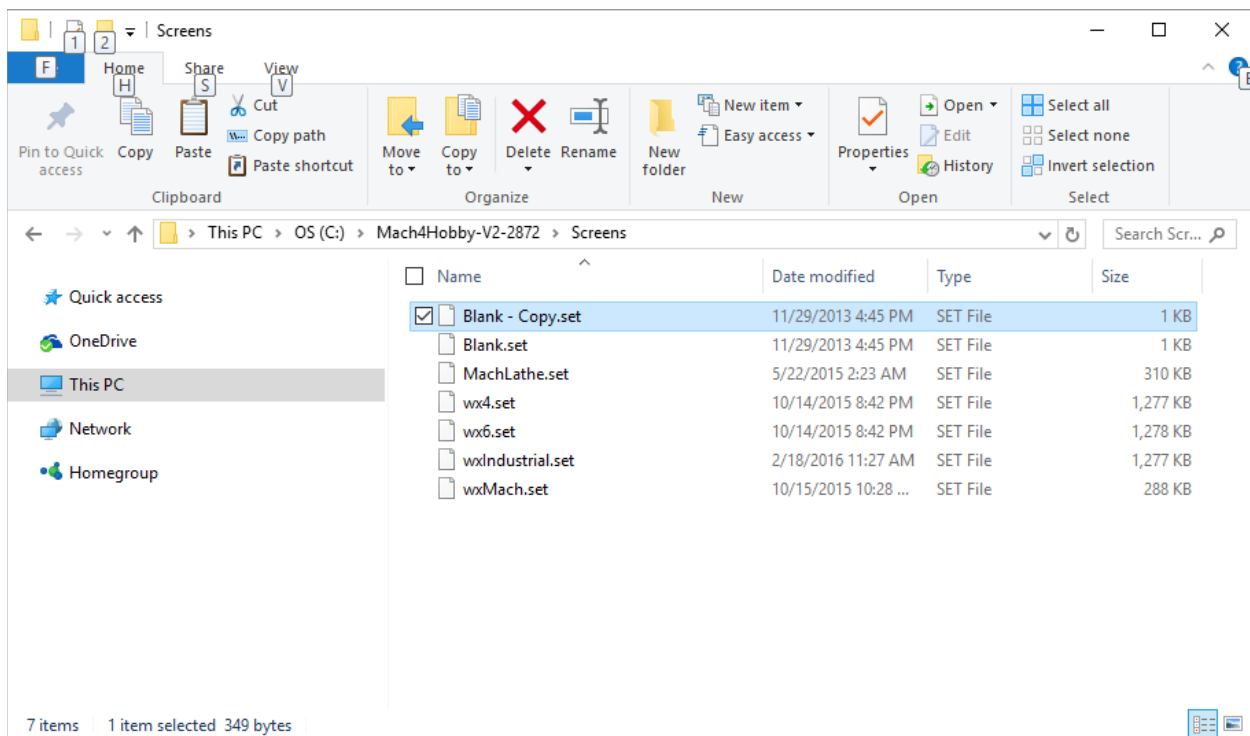 Screens
1 2
F Home Share View
H S V E
Pin to Quick access
Copy
Paste
Cut
Copy path
Paste shortcut
Clipboard
Move to
Copy to
Delete
Rename
Organize
New folder
New item
Easy access
New
Properties
Open
Edit
History
Open
Select all
Select none
Invert selection
Select
This PC > OS (C:) > Mach4Hobby-V2-2872 > Screens
Search Scr...
Quick access
OneDrive
This PC
Network
Homegroup
Name Date modified Type Size
Blank - Copy.set 11/29/2013 4:45 PM SET File 1 KB
Blank.set 11/29/2013 4:45 PM SET File 1 KB
MachLathe.set 5/22/2015 2:23 AM SET File 310 KB
wx4.set 10/14/2015 8:42 PM SET File 1,277 KB
wx6.set 10/14/2015 8:42 PM SET File 1,278 KB
wxIndustrial.set 2/18/2016 11:27 AM SET File 1,277 KB
wxMach.set 10/15/2015 10:28 ... SET File 288 KB
7 items 1 item selected 349 bytes